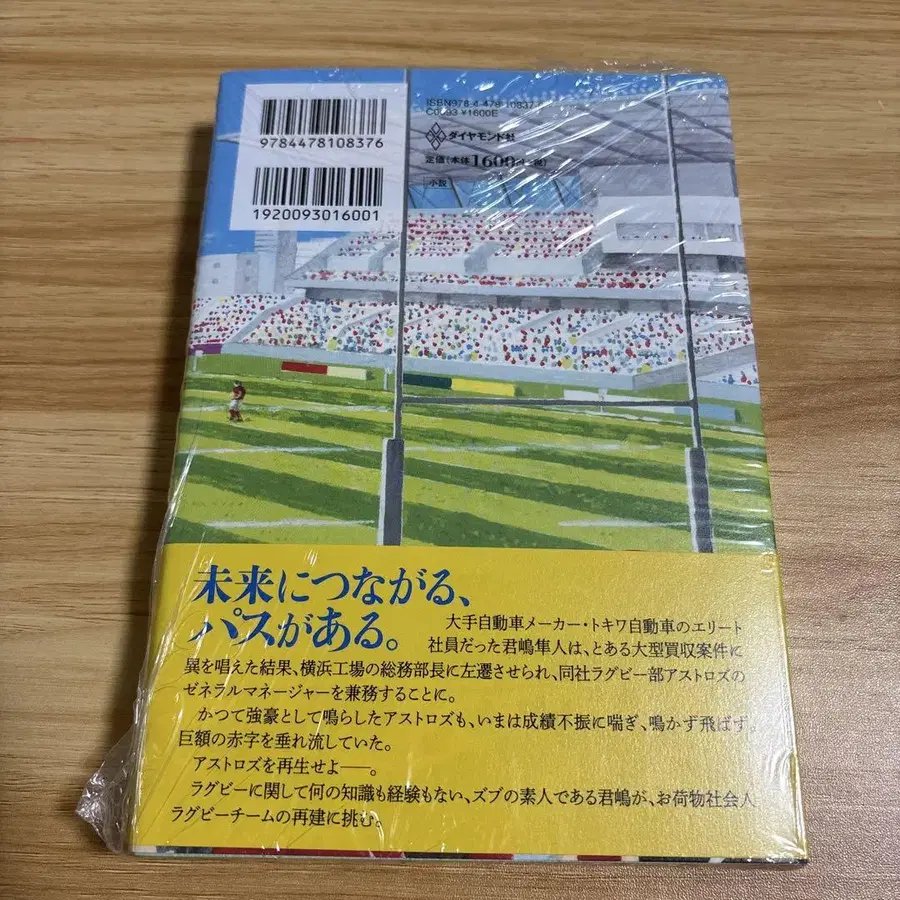 9784478108376
1920093016001
ISBN978-4-478-10837-
C0093 ¥1600E
ダイヤモンド社
定価(本体1600円+税)
小説
未来につながる、
パスがある。
大手自動車メーカー・トキワ自動車のエリート
社員だった君嶋隼人は、とある大型買収案件に
異を唱えた結果、横浜工場の総務部長に左遷させられ、同社ラグビー部アストロズの
ゼネラルマネージャーを兼務することに。
かつて強豪として鳴らしたアストロズも、いまは成績不振に喘ぎ、鳴かず飛ばず。
巨額の赤字を垂れ流していた。
アストロズを再生せよ――。
ラグビーに関して何の知識も経験もない、ズブの素人である君嶋が、お荷物社会人
ラグビーチームの再建に挑む。